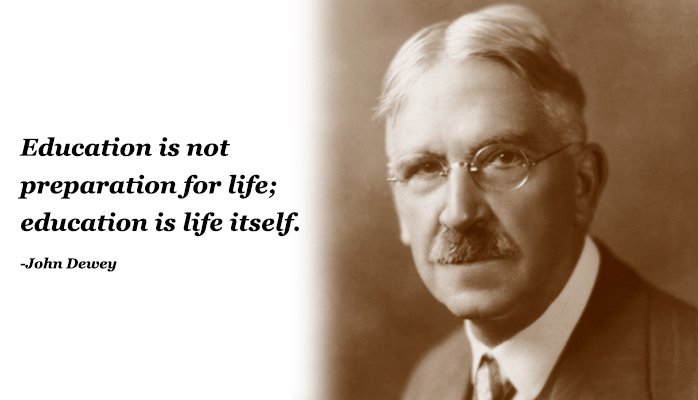 Education is not
preparation for life;
education is life itself.
-John Dewey